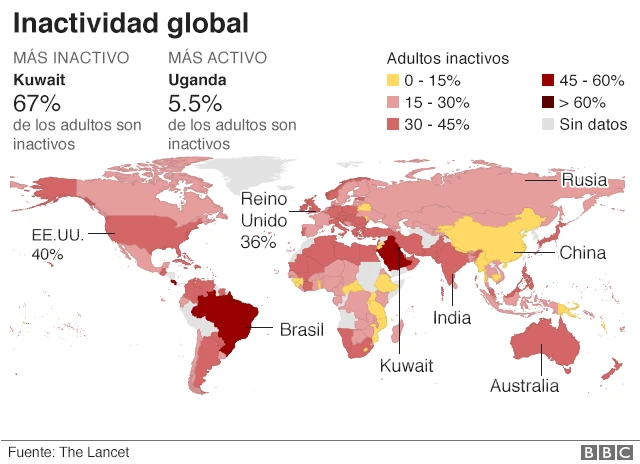 Inactividad global
MÁS INACTIVO
Kuwait
67%
de los adultos son
inactivos
MÁS ACTIVO
Uganda
5.5%
de los adultos son
inactivos
Adultos inactivos
0 - 15%
15 - 30%
30 - 45%
45 - 60%
> 60%
Sin datos
Rusia
Reino
Unido
36%
EE.UU.
40%
China
India
Brasil
Kuwait
Australia
Fuente: The Lancet
BBC